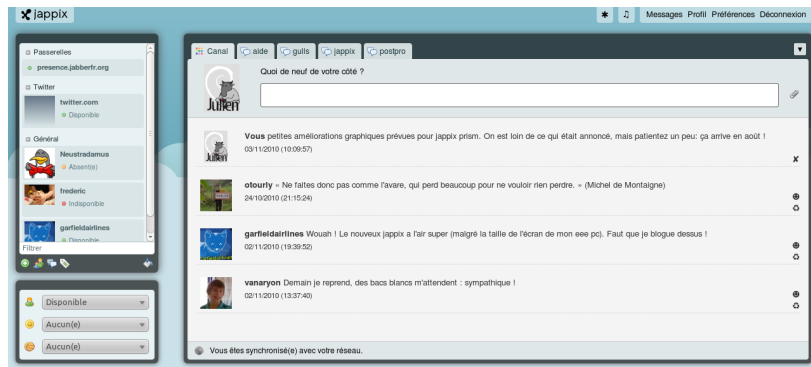 jappix
Messages Profil Préférences Déconnexion
Passerelles
presence.jabberfr.org
Twitter
twitter.com
Disponible
Général
Neustradamus
Absent(e)
frederic
Indisponible
garfieldairlines
Disponible
Filtrer
Disponible
Aucun(e)
Aucun(e)
Canal aide gulls jappix postpro
Quoi de neuf de votre côté ?
Julien
Vous petites améliorations graphiques prévues pour jappix prism. On est loin de ce qui était annoncé, mais patientez un peu: ça arrive en août !
Julien
03/11/2010 (10:09:57)
otourly « Ne faites donc pas comme l'avare, qui perd beaucoup pour ne vouloir rien perdre. » (Michel de Montaigne)
24/10/2010 (21:15:24)
garfieldairlines Wouah ! Le nouveux jappix a l'air super (malgré la taille de l'écran de mon eee pc). Faut que je blogue dessus !
02/11/2010 (19:39:52)
vanaryon Demain je reprend, des bacs blancs m'attendent : sympathique !
02/11/2010 (13:37:40)
Vous êtes synchronisé(e) avec votre réseau.